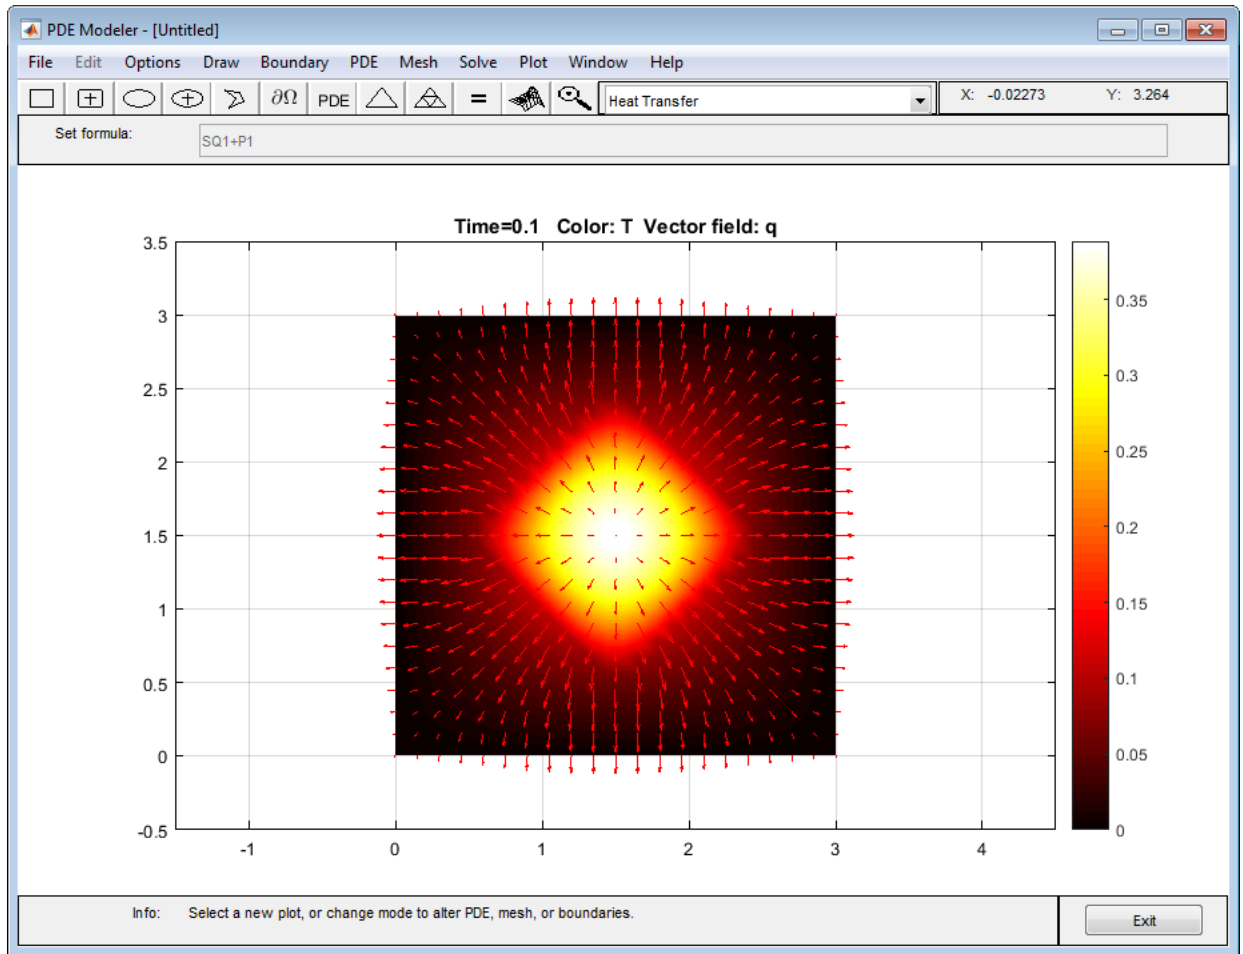 PDE Modeler - [Untitled]
File Edit Options Draw Boundary PDE Mesh Solve Plot Window Help
∂Ω PDE = Heat Transfer X: -0.02273 Y: 3.264
Set formula: SQ1+P1
Time=0.1 Color: T Vector field: q
3.5
3
2.5
2
1.5
1
0.5
0
-0.5
-1 0 1 2 3 4
0.35
0.3
0.25
0.2
0.15
0.1
0.05
0
Info: Select a new plot, or change mode to alter PDE, mesh, or boundaries.
Exit